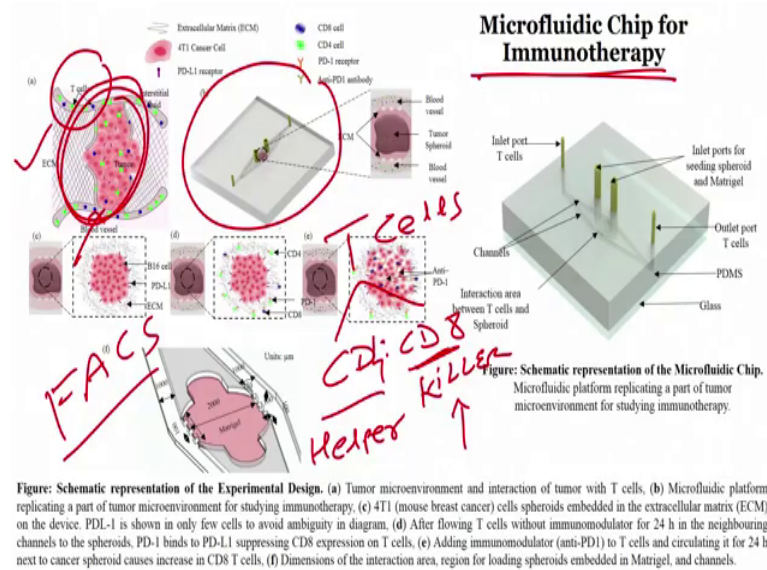 Microfluidic Chip for
Immunotherapy
Extracellular Matrix (ECM)
4T1 Cancer Cell
PD-L1 receptor
CD8 cell
CD4 cell
PD-1 receptor
Anti-PD1 antibody
(a)
T cell
Interstitial
ECM
Tumor
Blood vessel
(b)
ECM
Blood
vessel
Tumor
Spheroid
Blood
vessel
Inlet port
T cells
Inlet ports for
seeding spheroid
and Matrigel
Outlet port
T cells
Channels
PDMS
Interaction area
between T cells and
Spheroid
Glass
(c)
B16 cell
PD-L1
ECM
(d)
CD4
PD-1
CD8
(e)
Anti-
PD-1
T Cells
CD4; CD8
Helper
KILLER
FACS
(f)
Units: μm
1000
2000
Matrigel
Figure: Schematic representation of the Microfluidic Chip.
Microfluidic platform replicating a part of tumor
microenvironment for studying immunotherapy.
Figure: Schematic representation of the Experimental Design. (a) Tumor microenvironment and interaction of tumor with T cells, (b) Microfluidic platform
replicating a part of tumor microenvironment for studying immunotherapy, (c) 4T1 (mouse breast cancer) cells spheroids embedded in the extracellular matrix (ECM)
on the device. PDL-1 is shown in only few cells to avoid ambiguity in diagram, (d) After flowing T cells without immunomodulator for 24 h in the neighbouring
channels to the spheroids, PD-1 binds to PD-L1 suppressing CD8 expression on T cells, (e) Adding immunomodulator (anti-PD1) to T cells and circulating it for 24 h
next to cancer spheroid causes increase in CD8 T cells, (f) Dimensions of the interaction area, region for loading spheroids embedded in Matrigel, and channels.